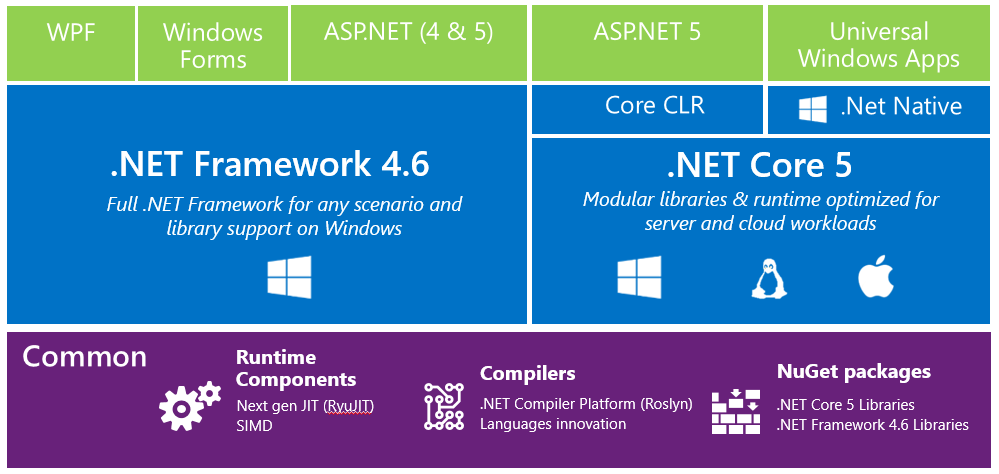 WPF
Windows
Forms
ASP.NET (4 & 5)
ASP.NET 5
Universal
Windows Apps
Core CLR
.Net Native
.NET Framework 4.6
Full .NET Framework for any scenario and
library support on Windows
.NET Core 5
Modular libraries & runtime optimized for
server and cloud workloads
Common
Runtime
Components
Next gen JIT (RyuJIT)
SIMD
Compilers
.NET Compiler Platform (Roslyn)
Languages innovation
NuGet packages
.NET Core 5 Libraries
.NET Framework 4.6 Libraries